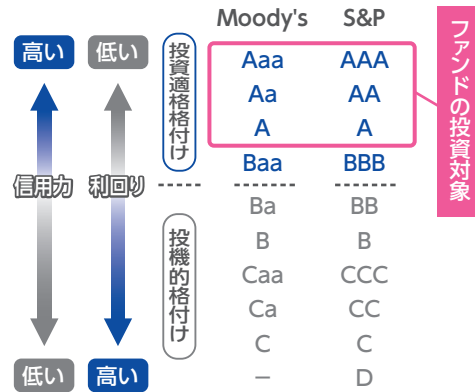 Moody's S&P
高い 低い
投資適格格付け
Aaa AAA
Aa AA
A A
Baa BBB
ファンドの投資対象
信用力 利回り
投機的格付け
Ba BB
B B
Caa CCC
Ca CC
C C
– D
低い 高い